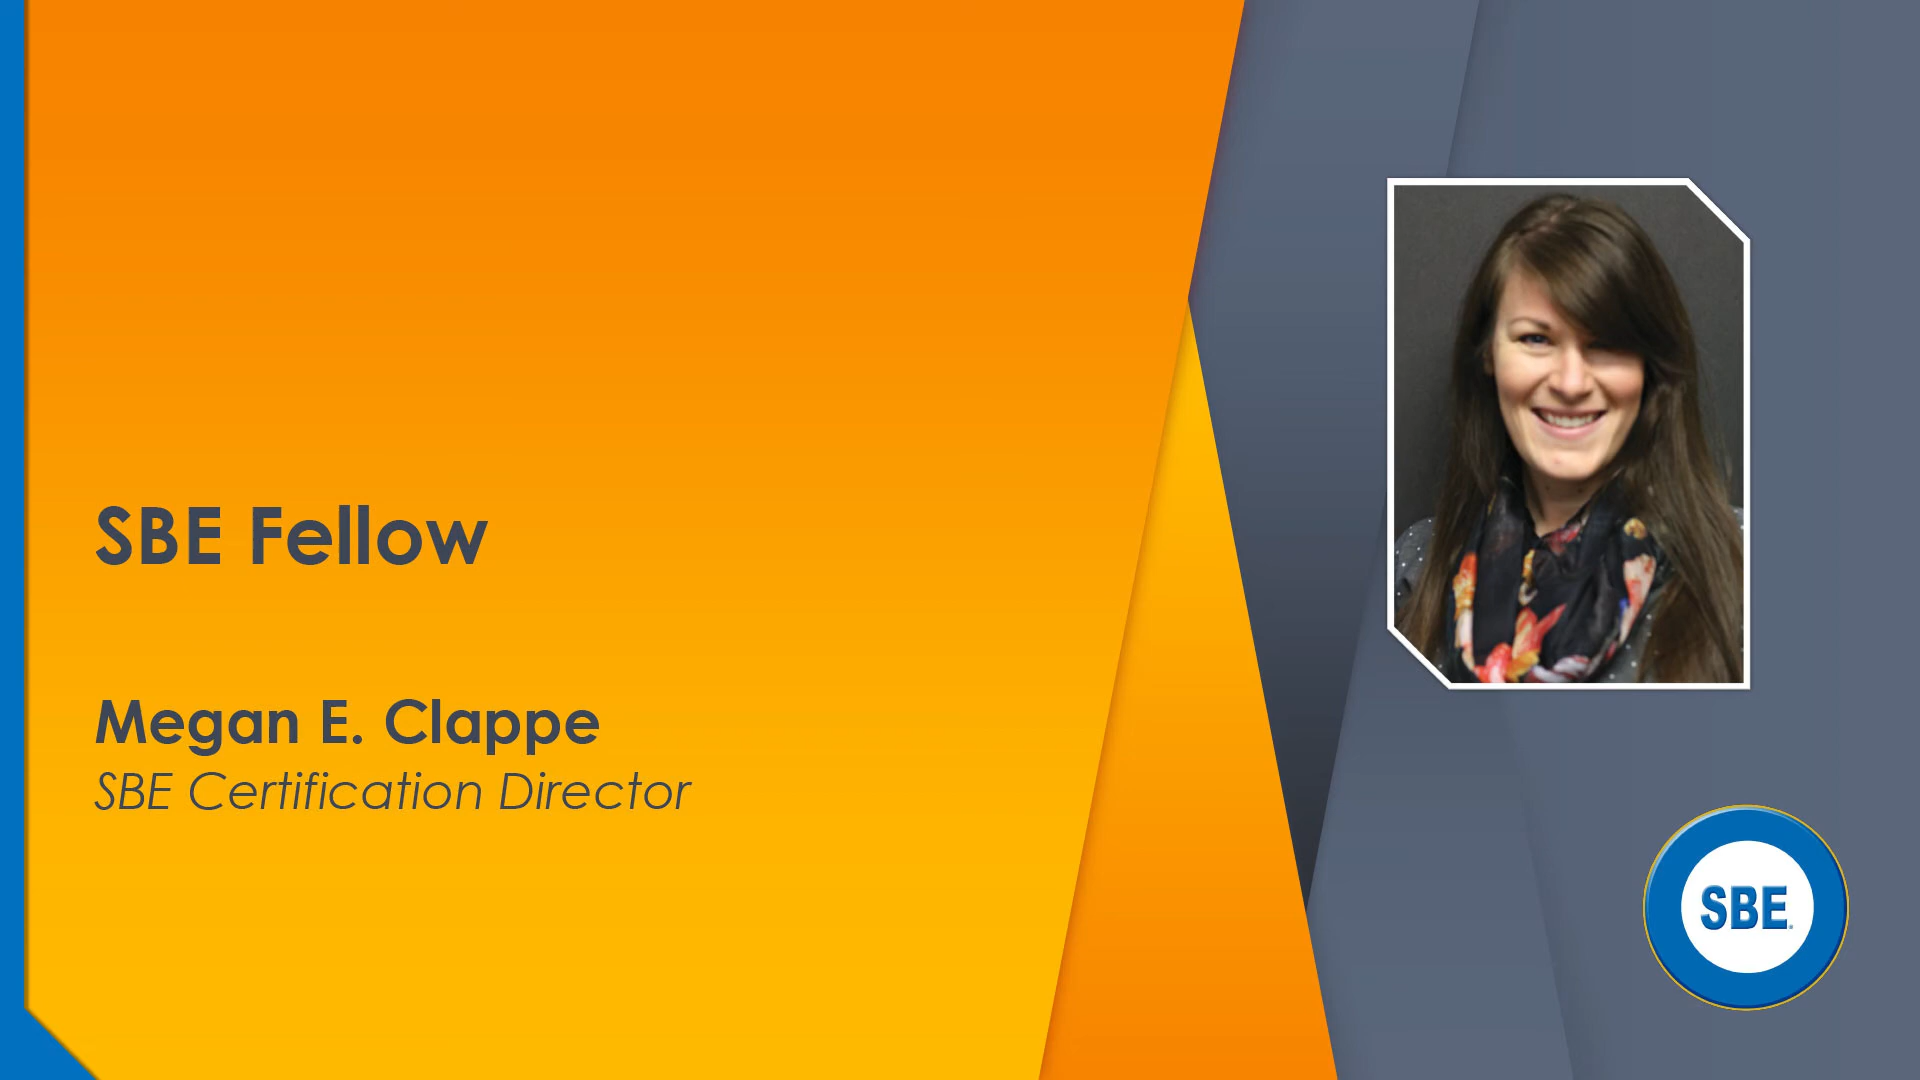 SBE Fellow
Megan E. Clappe
SBE Certification Director
SBE